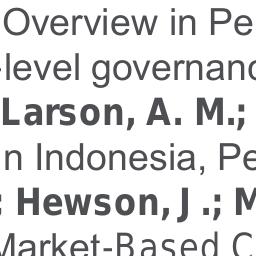 Overview in Pe
-level governanc
Larson, A. M.;
n Indonesia, Pe
; Hewson, J .; M
Market-Based C